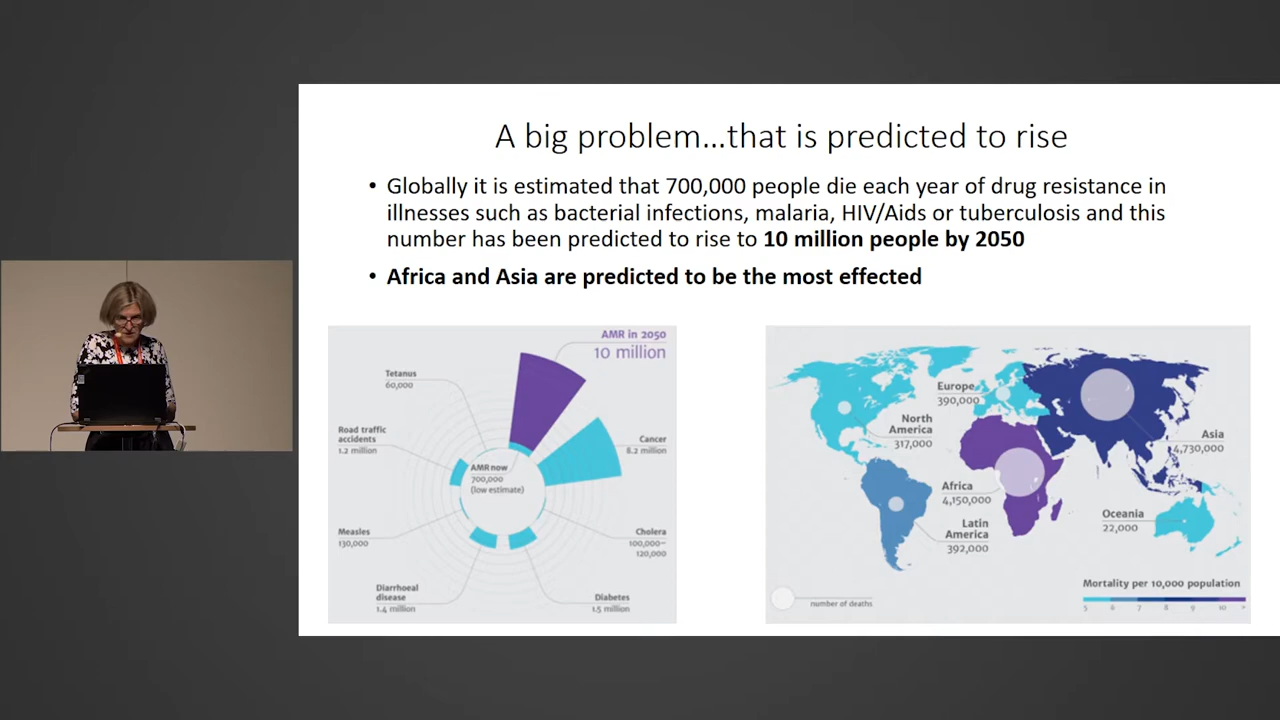 A big problem...that is predicted to rise
• Globally it is estimated that 700,000 people die each year of drug resistance in
illnesses such as bacterial infections, malaria, HIV/Aids or tuberculosis and this
number has been predicted to rise to 10 million people by 2050
• Africa and Asia are predicted to be the most effected
AMR in 2050
10 million
Tetanus
60,000
Road traffic
accidents
1.2 million
Cancer
8.2 million
AMR now
700,000
(low estimate)
Measles
130,000
Cholera
100,000–
120,000
Diarrhoeal
disease
1.4 million
Diabetes
1.5 million
Europe
390,000
North
America
317,000
Asia
4,730,000
Africa
4,150,000
Latin
America
392,000
Oceania
22,000
Mortality per 10,000 population
5 6 7 8 9 10 >
number of deaths